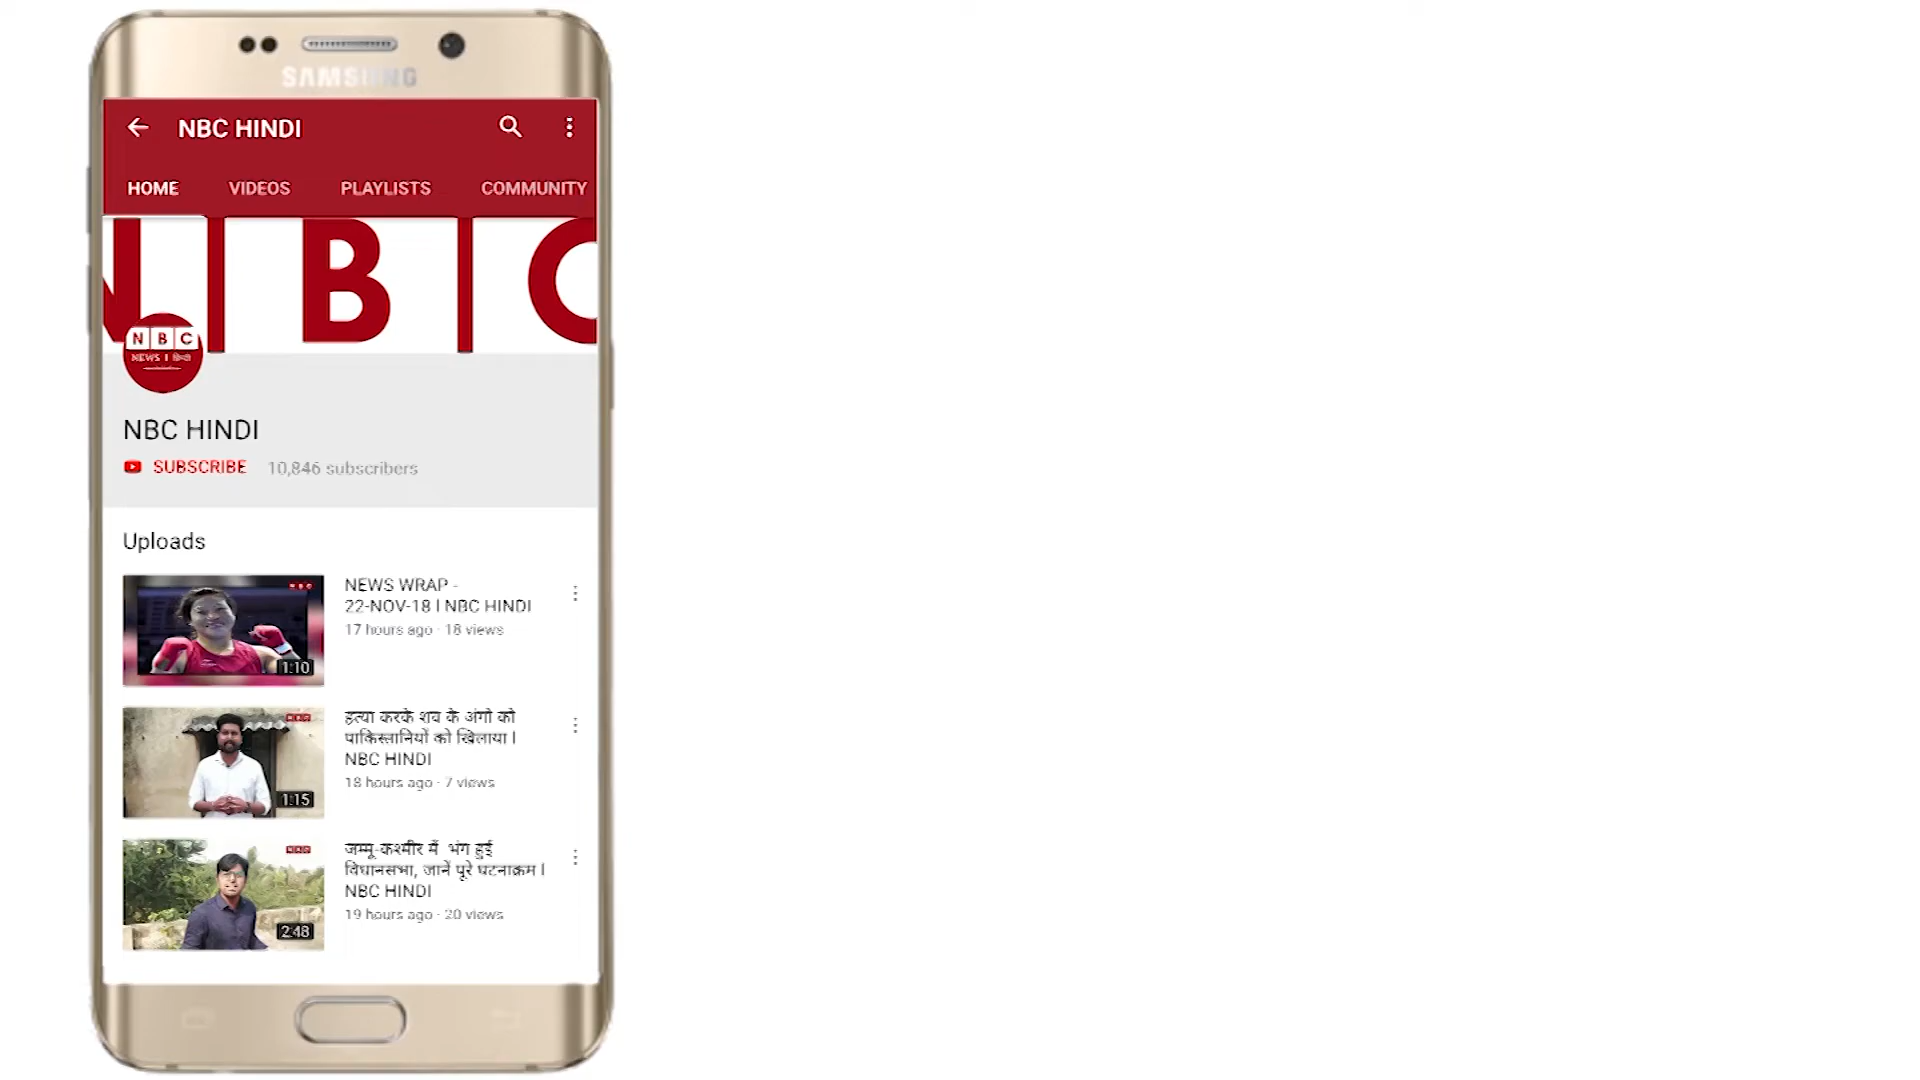 SAMSUNG
NBC HINDI
HOME VIDEOS PLAYLISTS COMMUNITY
N B C
N B C
NEWS | हिन्दी
NBC HINDI
SUBSCRIBE 10,846 subscribers
Uploads
NEWS WRAP -
22-NOV-18 l NBC HINDI
17 hours ago · 18 views
1:10
हत्या करके शव के अंगो को
पाकिस्तानियों को खिलाया l
NBC HINDI
18 hours ago · 7 views
1:15
जम्मू-कश्मीर में भंग हुई
विधानसभा, जानें पूरे घटनाक्रम l
NBC HINDI
19 hours ago · 20 views
2:48